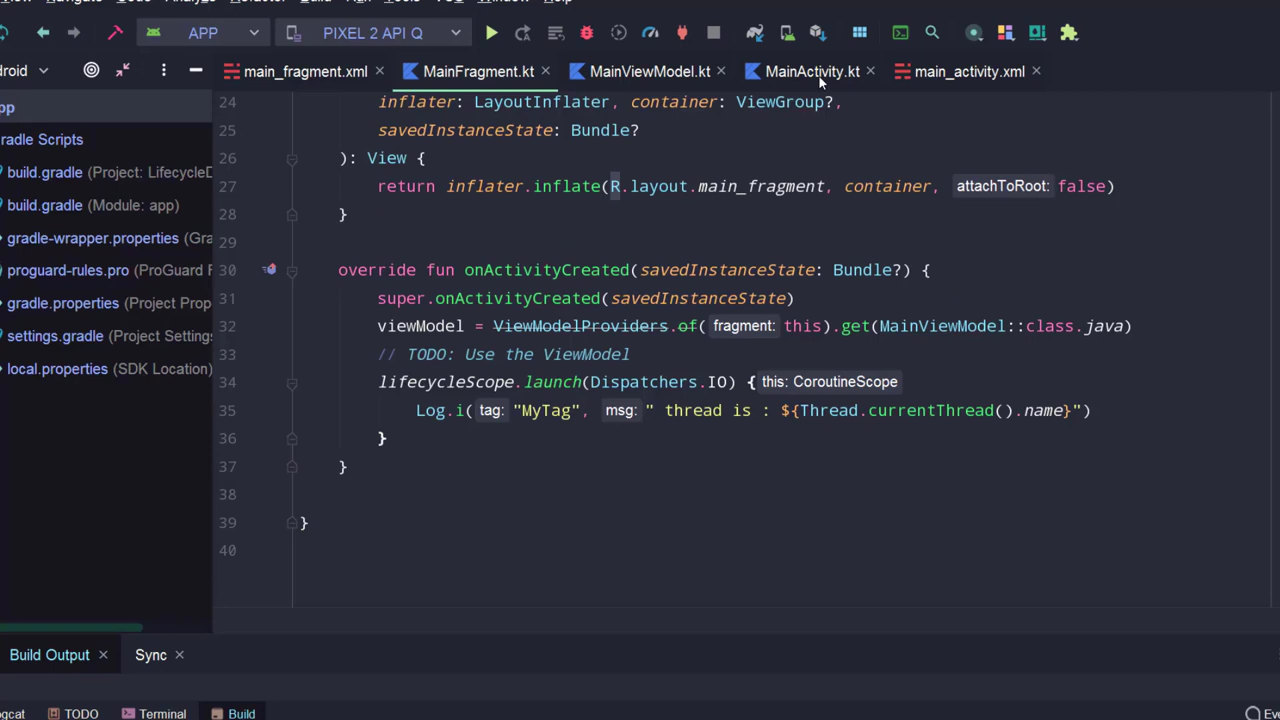 APP PIXEL 2 API Q
droid main_fragment.xml MainFragment.kt MainViewModel.kt MainActivity.kt main_activity.xml
pp
radle Scripts
build.gradle (Project: LifecycleD
build.gradle (Module: app)
gradle-wrapper.properties (Gra
proguard-rules.pro (ProGuard F
gradle.properties (Project Prop
settings.gradle (Project Settings
local.properties (SDK Location)
24 inflater: LayoutInflater, container: ViewGroup?,
25 savedInstanceState: Bundle?
26 ): View {
27 return inflater.inflate(R.layout.main_fragment, container, attachToRoot: false)
28 }
29
30 override fun onActivityCreated(savedInstanceState: Bundle?) {
31 super.onActivityCreated(savedInstanceState)
32 viewModel = ViewModelProviders.of( fragment: this).get(MainViewModel::class.java)
33 // TODO: Use the ViewModel
34 lifecycleScope.launch(Dispatchers.IO) { this: CoroutineScope
35 Log.i( tag: "MyTag", msg: " thread is : ${Thread.currentThread().name}")
36 }
37 }
38
39 }
40
Build Output Sync
gcat TODO Terminal Build Eve